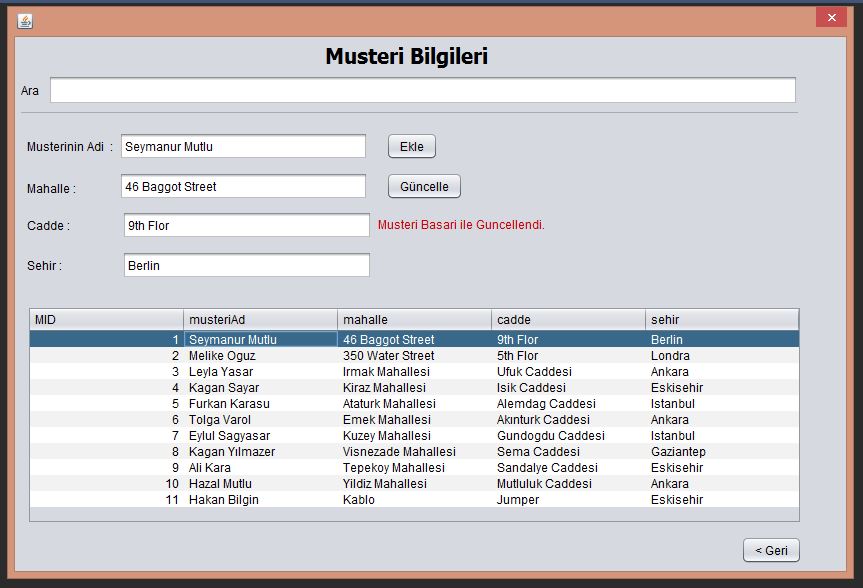 Musteri Bilgileri
Ara
Musterinin Adi : Seymanur Mutlu Ekle
Mahalle : 46 Baggot Street Güncelle
Cadde : 9th Flor Musteri Basari ile Guncellendi.
Sehir : Berlin
MID musteriAd mahalle cadde sehir
1 Seymanur Mutlu 46 Baggot Street 9th Flor Berlin
2 Melike Oguz 350 Water Street 5th Flor Londra
3 Leyla Yasar Irmak Mahallesi Ufuk Caddesi Ankara
4 Kagan Sayar Kiraz Mahallesi Isik Caddesi Eskisehir
5 Furkan Karasu Ataturk Mahallesi Alemdag Caddesi Istanbul
6 Tolga Varol Emek Mahallesi Akınturk Caddesi Ankara
7 Eylul Sagyasar Kuzey Mahallesi Gundogdu Caddesi Istanbul
8 Kagan Yılmazer Visnezade Mahallesi Sema Caddesi Gaziantep
9 Ali Kara Tepekoy Mahallesi Sandalye Caddesi Eskisehir
10 Hazal Mutlu Yildiz Mahallesi Mutluluk Caddesi Ankara
11 Hakan Bilgin Kablo Jumper Eskisehir
< Geri